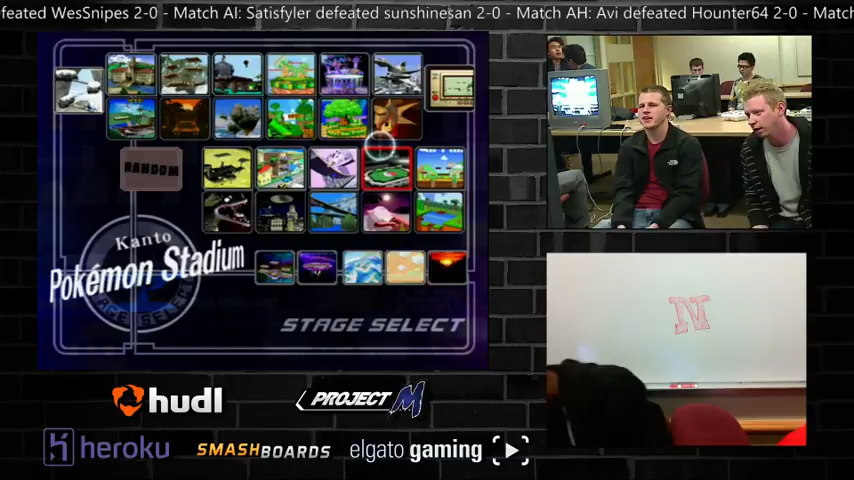 feated WesSnipes 2-0 - Match AI: Satisfyler defeated sunshinesan 2-0 - Match AH: Avi defeated Hounter64 2-0 - Match
RANDOM
Kanto
Pokémon Stadium
STAGE SELECT
N
hudl
PROJECT M
heroku
SMASHBOARDS
elgato gaming